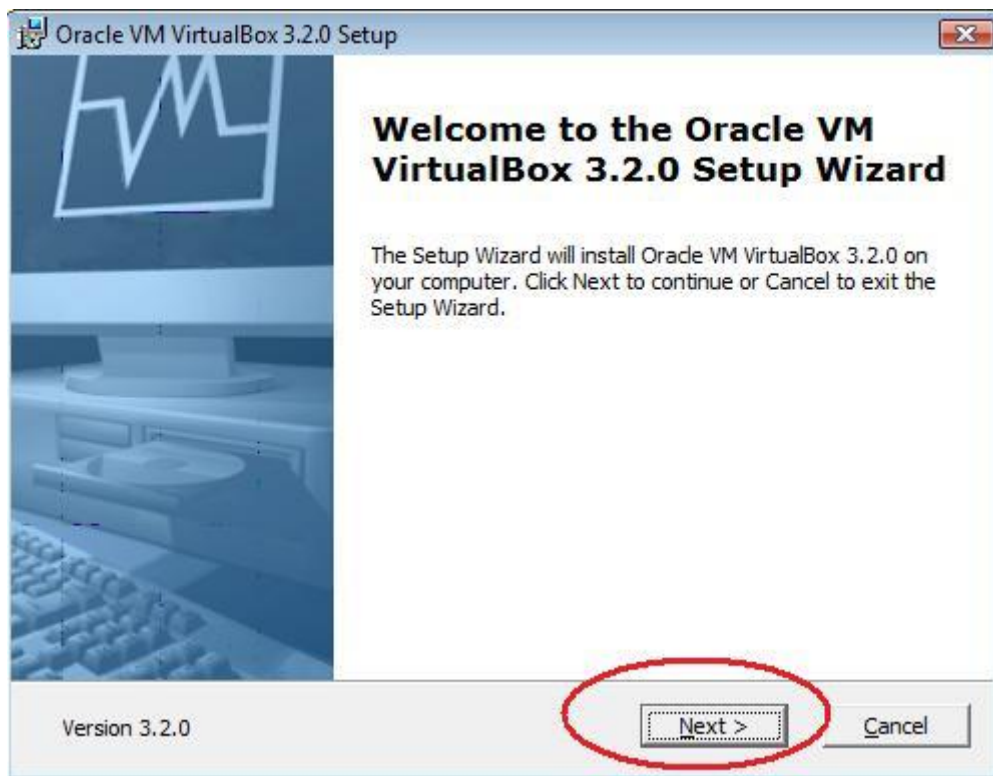 Oracle VM VirtualBox 3.2.0 Setup
Welcome to the Oracle VM
VirtualBox 3.2.0 Setup Wizard
The Setup Wizard will install Oracle VM VirtualBox 3.2.0 on
your computer. Click Next to continue or Cancel to exit the
Setup Wizard.
Version 3.2.0
Next >
Cancel